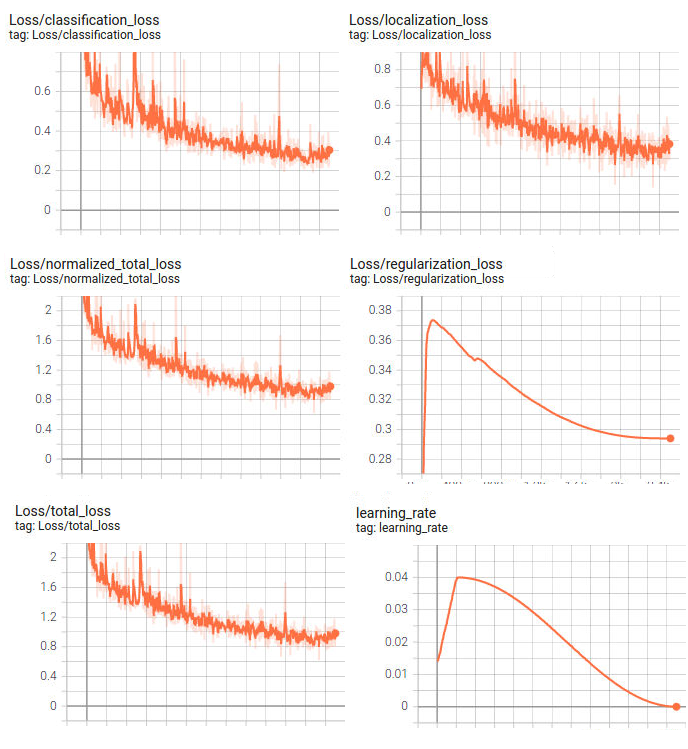 Loss/classification_loss
tag: Loss/classification_loss
0.6
0.4
0.2
0
Loss/localization_loss
tag: Loss/localization_loss
0.8
0.6
0.4
0.2
0
Loss/normalized_total_loss
tag: Loss/normalized_total_loss
2
1.6
1.2
0.8
0.4
0
Loss/regularization_loss
tag: Loss/regularization_loss
0.38
0.36
0.34
0.32
0.3
0.28
Loss/total_loss
tag: Loss/total_loss
2
1.6
1.2
0.8
0.4
0
learning_rate
tag: learning_rate
0.04
0.03
0.02
0.01
0